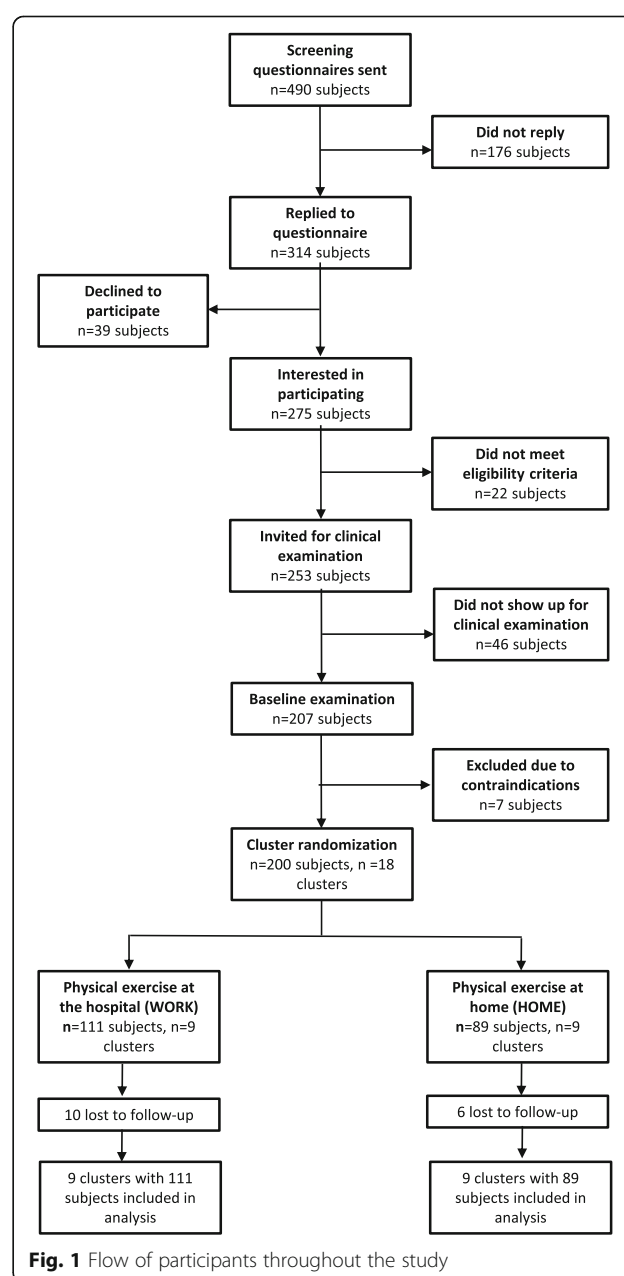 Screening
questionnaires sent
n=490 subjects
Did not reply
n=176 subjects
Replied to
questionnaire
n=314 subjects
Declined to
participate
n=39 subjects
Interested in
participating
n=275 subjects
Did not meet
eligibility criteria
n=22 subjects
Invited for clinical
examination
n=253 subjects
Did not show up for
clinical examination
n=46 subjects
Baseline examination
n=207 subjects
Excluded due to
contraindications
n=7 subjects
Cluster randomization
n=200 subjects, n =18
clusters
Physical exercise at
the hospital (WORK)
n=111 subjects, n=9
clusters
Physical exercise at
home (HOME)
n=89 subjects, n=9
clusters
10 lost to follow-up
6 lost to follow-up
9 clusters with 111
subjects included in
analysis
9 clusters with 89
subjects included in
analysis
Fig. 1 Flow of participants throughout the study